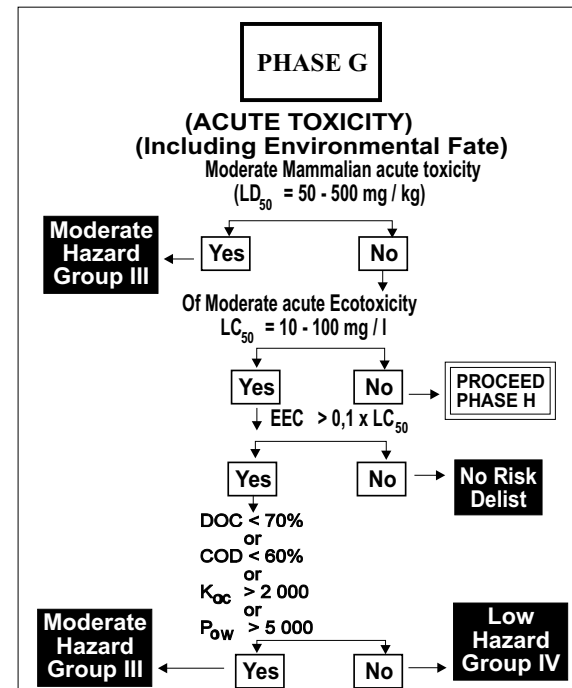 PHASE G
(ACUTE TOXICITY)
(Including Environmental Fate)
Moderate Mammalian acute toxicity
(LD50 = 50 - 500 mg / kg)
Moderate
Hazard
Group III
Yes
No
Of Moderate acute Ecotoxicity
LC50 = 10 - 100 mg / l
Yes
No
PROCEED
PHASE H
EEC > 0,1 x LC50
Yes
No
No Risk
Delist
DOC < 70%
or
COD < 60%
or
Koc > 2 000
or
Pow > 5 000
Moderate
Hazard
Group III
Yes
No
Low
Hazard
Group IV